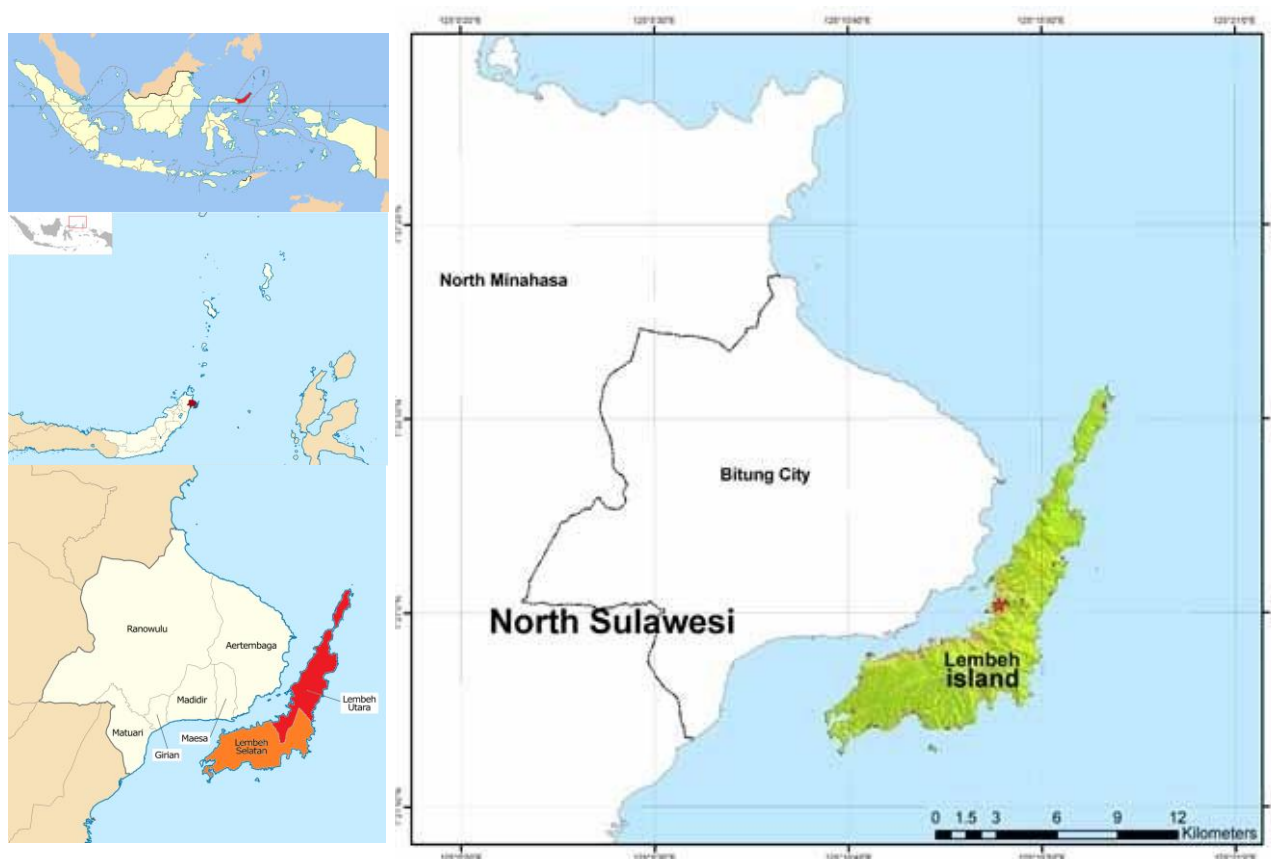 North Minahasa
Bitung City
North Sulawesi
Lembeh
island
0 1.5 3 6 9 12
Kilometers
Ranowulu
Aertembaga
Madidir
Lembeh
Utara
Matuari
Maesa
Girian
Lembeh
Selatan